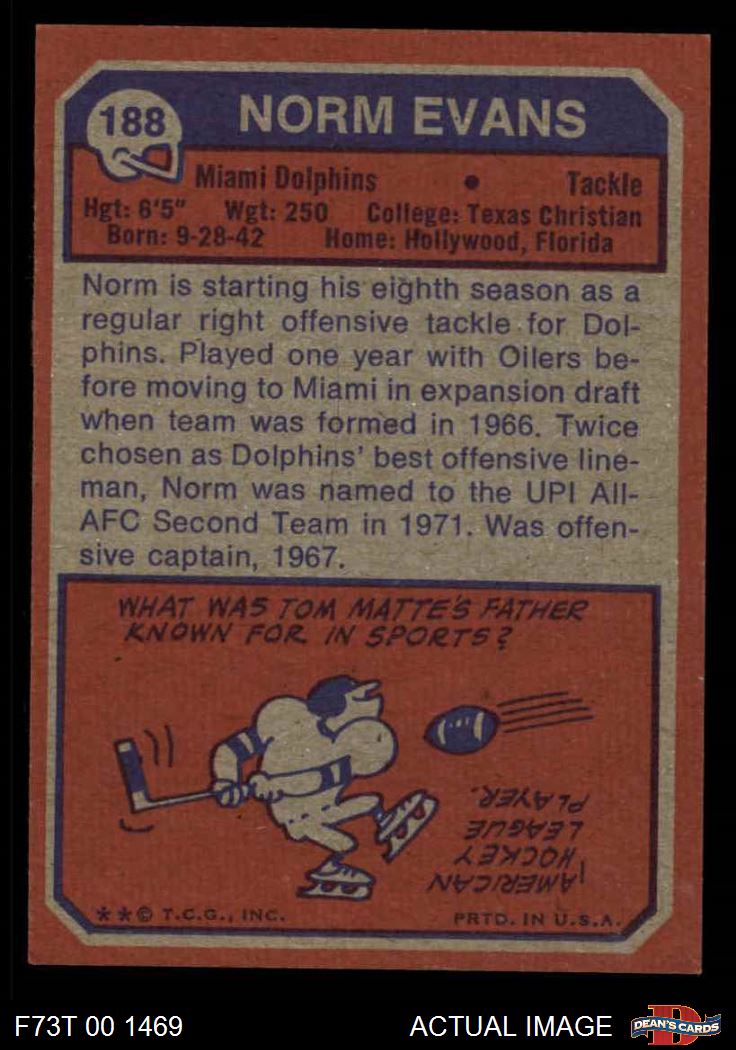 188
NORM EVANS
Miami Dolphins • Tackle
Hgt: 6'5" Wgt: 250 College: Texas Christian
Born: 9-28-42 Home: Hollywood, Florida
Norm is starting his eighth season as a
regular right offensive tackle for Dol-
phins. Played one year with Oilers be-
fore moving to Miami in expansion draft
when team was formed in 1966. Twice
chosen as Dolphins' best offensive line-
man, Norm was named to the UPI All-
AFC Second Team in 1971. Was offen-
sive captain, 1967.
WHAT WAS TOM MATTE'S FATHER
KNOWN FOR IN SPORTS?
AMERICAN
HOCKEY
LEAGUE
PLAYER.
**© T.C.G., INC. PRTD. IN U.S.A.
F73T 00 1469 ACTUAL IMAGE DEAN'S CARDS